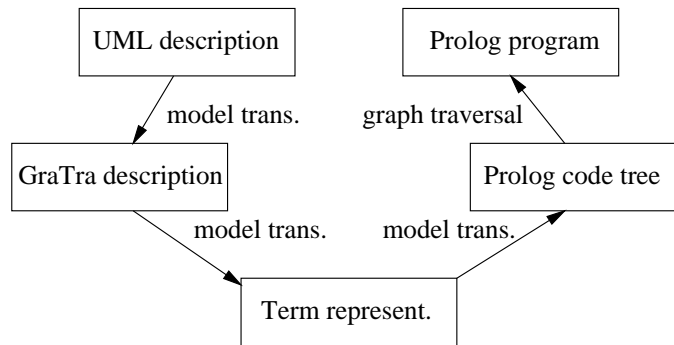 UML description
Prolog program
model trans.
graph traversal
GraTra description
Prolog code tree
model trans.
model trans.
Term represent.